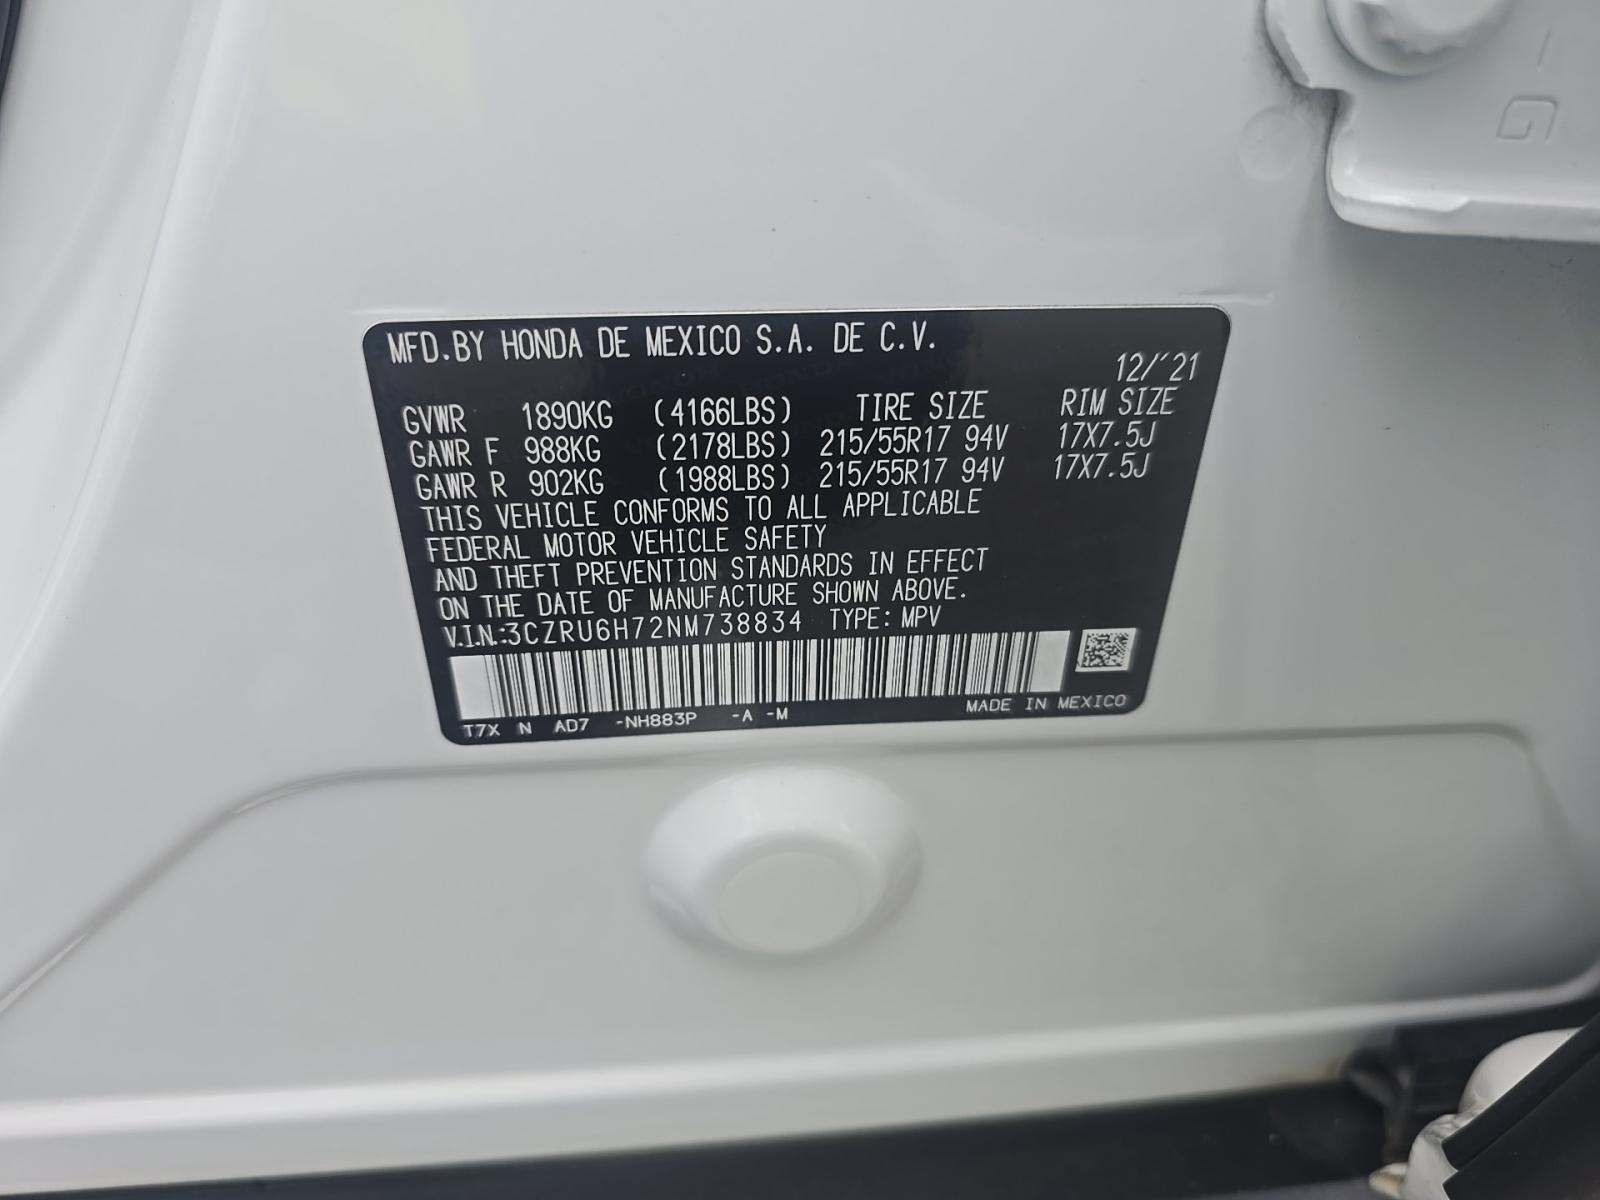 MFD.BY HONDA DE MEXICO S.A. DE C.V.
12/'21
GVWR 1890KG (4166LBS) TIRE SIZE RIM SIZE
GAWR F 988KG (2178LBS) 215/55R17 94V 17X7.5J
GAWR R 902KG (1988LBS) 215/55R17 94V 17X7.5J
THIS VEHICLE CONFORMS TO ALL APPLICABLE
FEDERAL MOTOR VEHICLE SAFETY
AND THEFT PREVENTION STANDARDS IN EFFECT
ON THE DATE OF MANUFACTURE SHOWN ABOVE.
V.I.N.:3CZRU6H72NM738834 TYPE: MPV
T7X N AD7 -NH883P -A -M MADE IN MEXICO
G